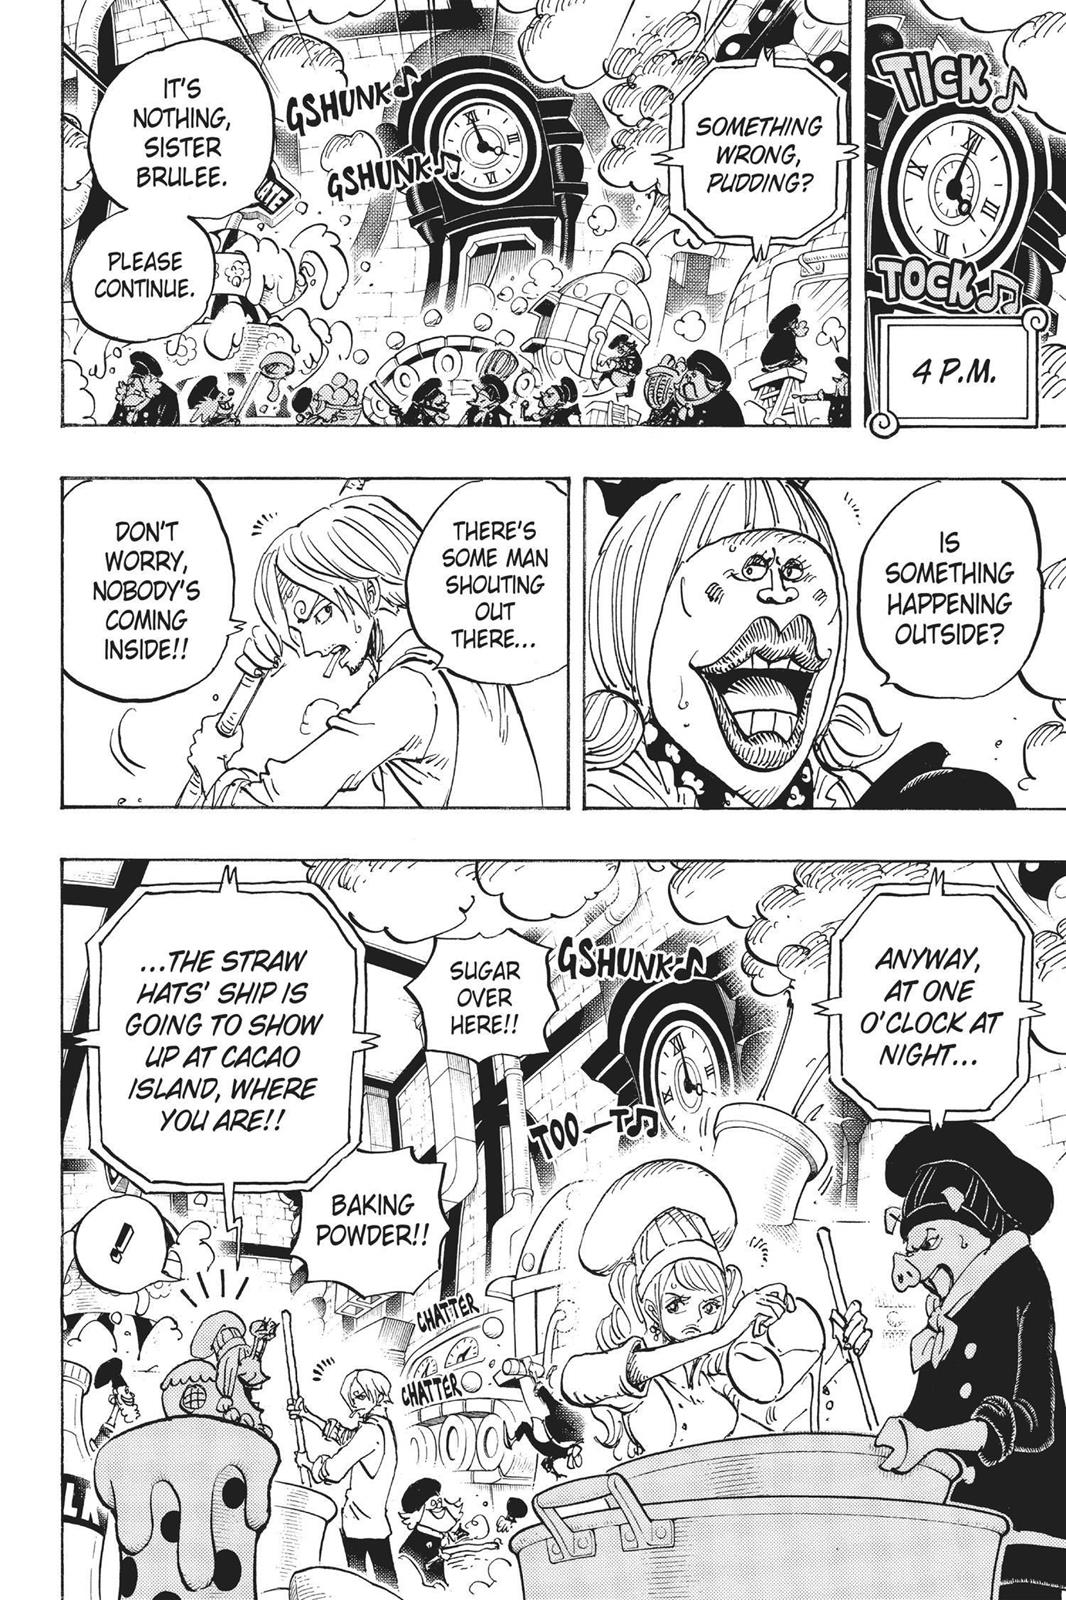 TICK
TOCK
4 P.M.
SOMETHING
WRONG,
PUDDING?
GSHUNK
GSHUNK
IT'S
NOTHING,
SISTER
BRULEE.
PLEASE
CONTINUE.
IS
SOMETHING
HAPPENING
OUTSIDE?
THERE'S
SOME MAN
SHOUTING
OUT
THERE...
DON'T
WORRY,
NOBODY'S
COMING
INSIDE!!
ANYWAY,
AT ONE
O'CLOCK AT
NIGHT...
GSHUNK
TOO—T
SUGAR
OVER
HERE!!
...THE STRAW
HATS' SHIP IS
GOING TO SHOW
UP AT CACAO
ISLAND, WHERE
YOU ARE!!
BAKING
POWDER!!
!
CHATTER
CHATTER